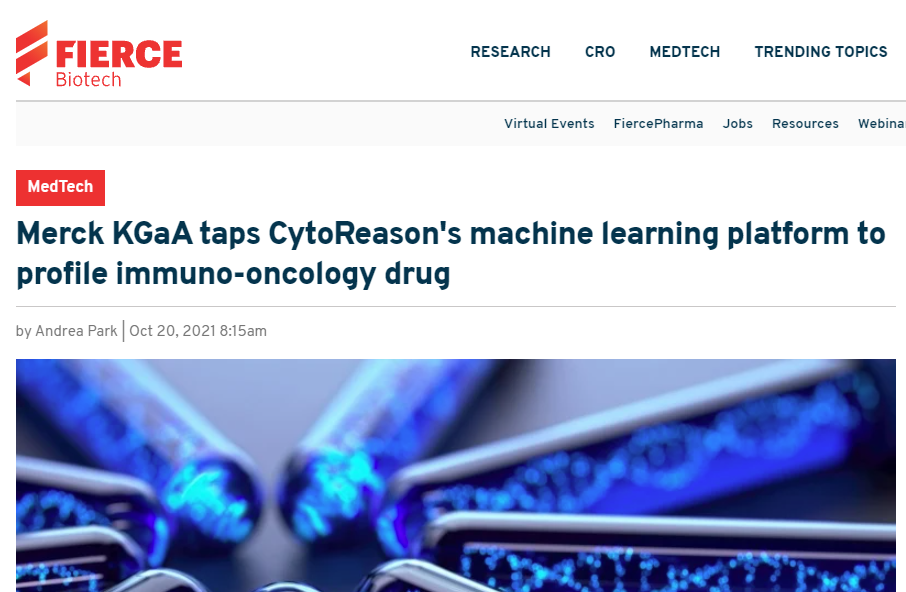 FIERCE
Biotech
RESEARCH CRO MEDTECH TRENDING TOPICS
Virtual Events FiercePharma Jobs Resources Webina
MedTech
Merck KGaA taps CytoReason's machine learning platform to
profile immuno-oncology drug
by Andrea Park | Oct 20, 2021 8:15am